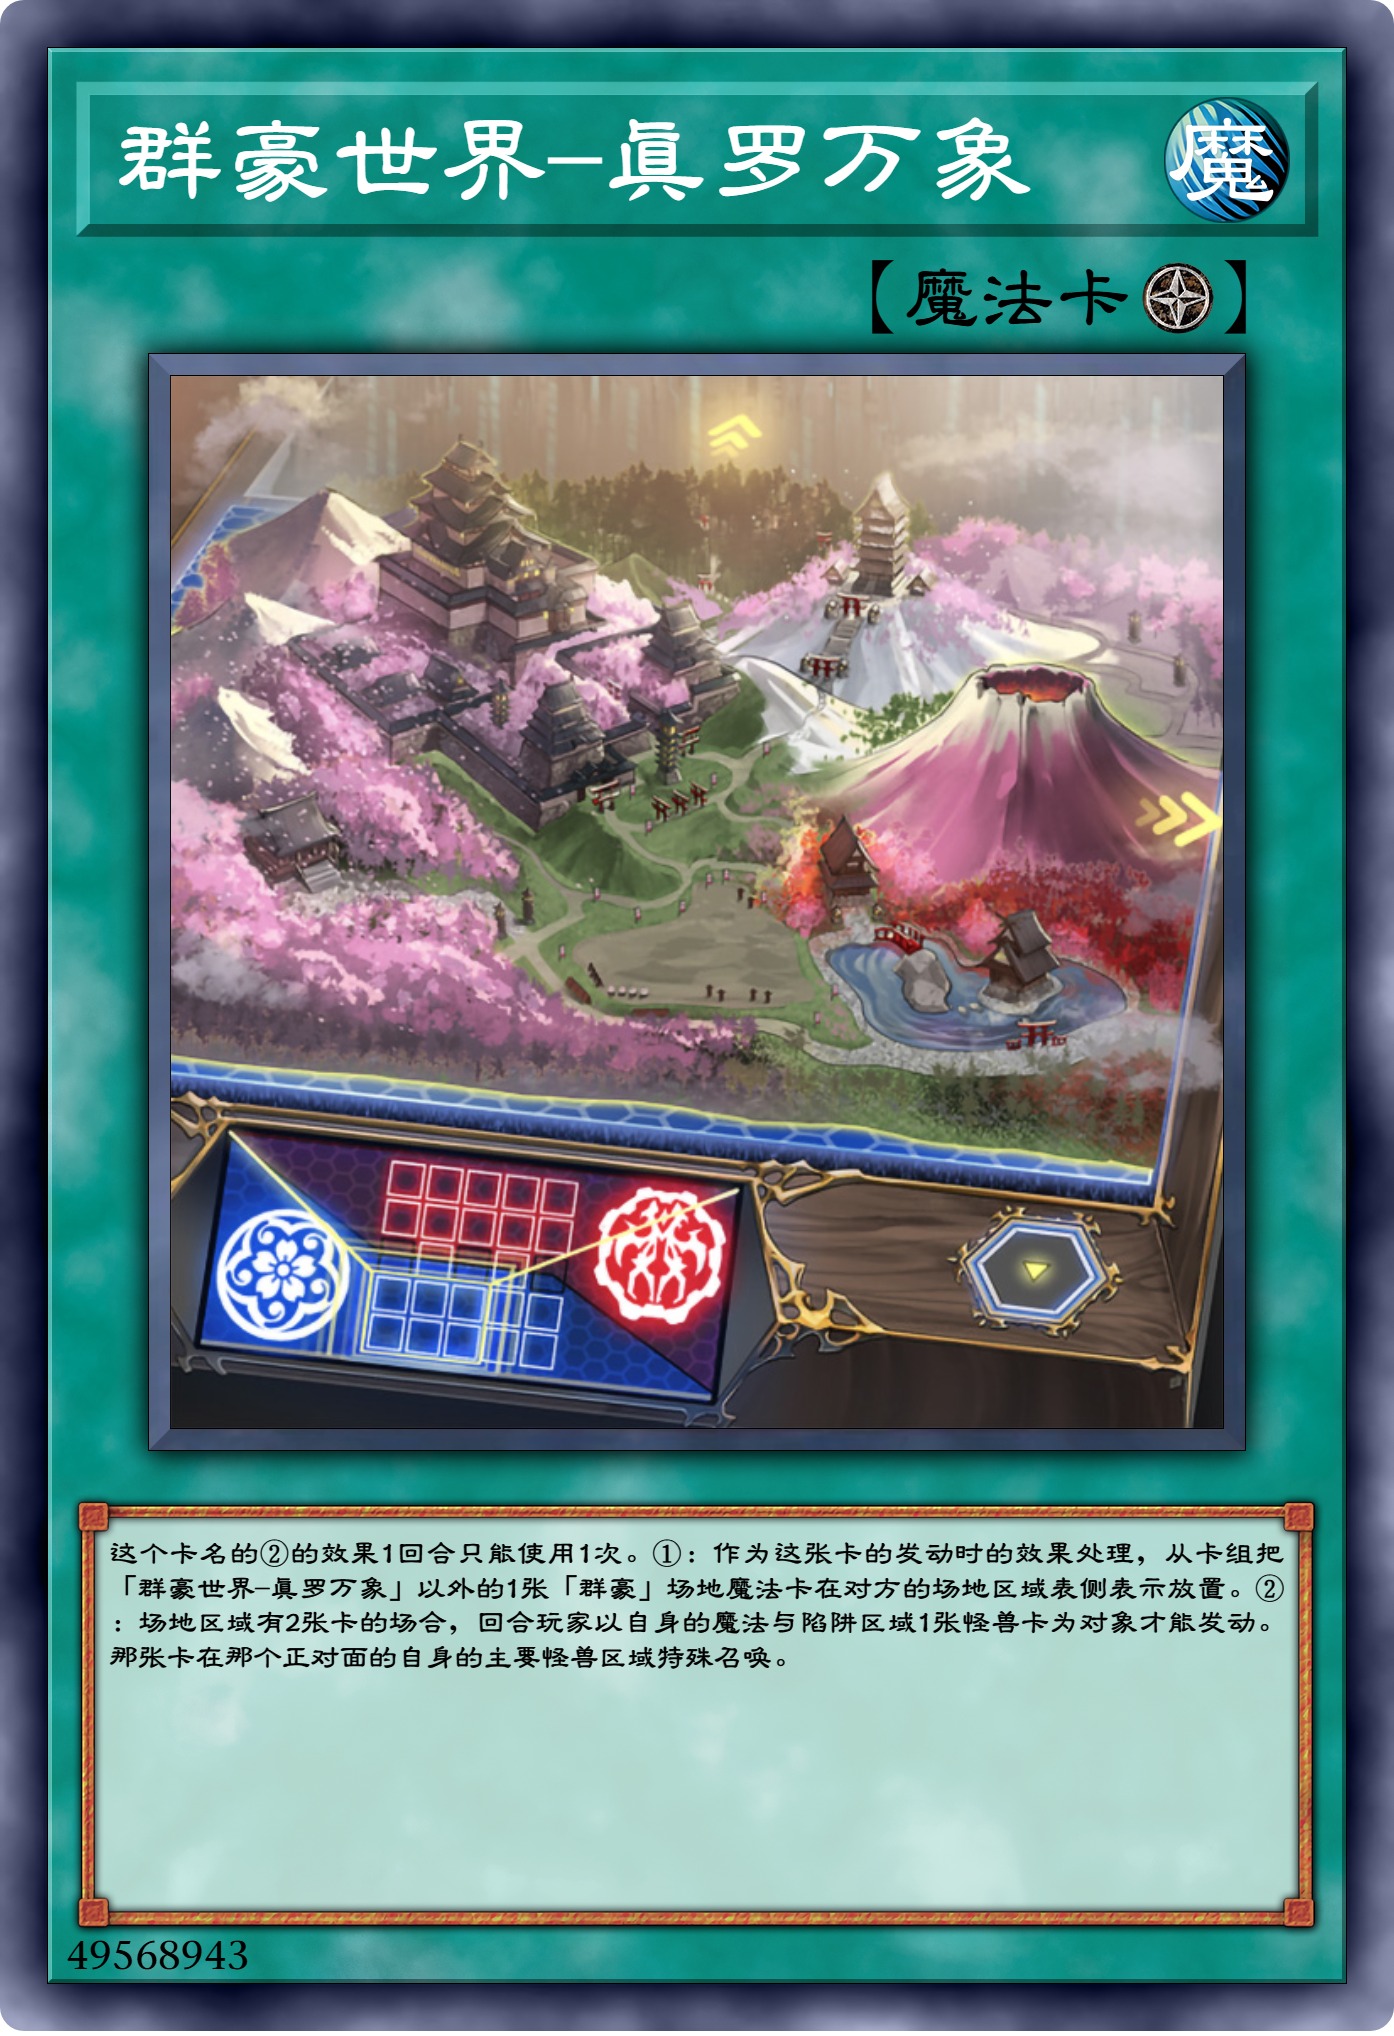 群豪世界-眞罗万象
魔
【魔法卡】
这个卡名的②的效果1回合只能使用1次。①：作为这张卡的发动时的效果处理，从卡组把
「群豪世界-眞罗万象」以外的1张「群豪」场地魔法卡在对方的场地区域表侧表示放置。②
：场地区域有2张卡的场合，回合玩家以自身的魔法与陷阱区域1张怪兽卡为对象才能发动。
那张卡在那个正对面的自身的主要怪兽区域特殊召唤。
49568943